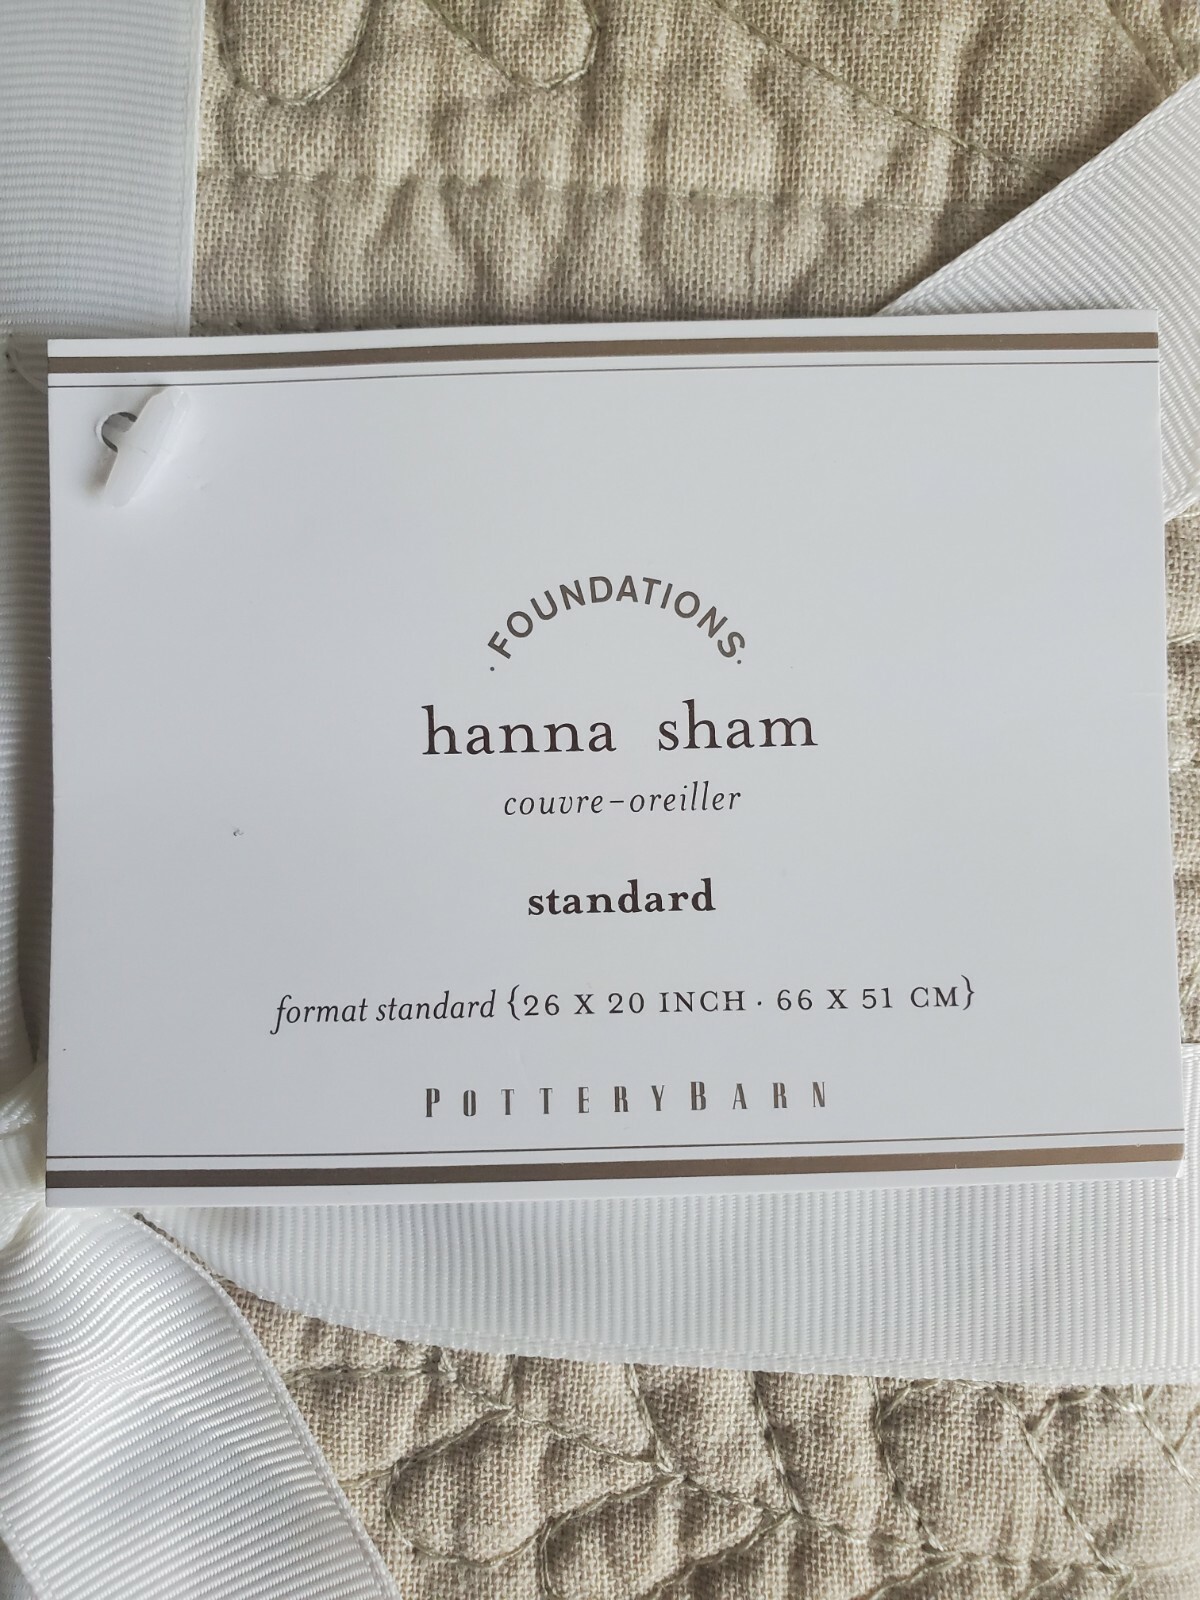 · FOUNDATIONS ·
hanna sham
couvre-oreiller
standard
format standard {26 X 20 INCH · 66 X 51 CM}
POTTERYBARN